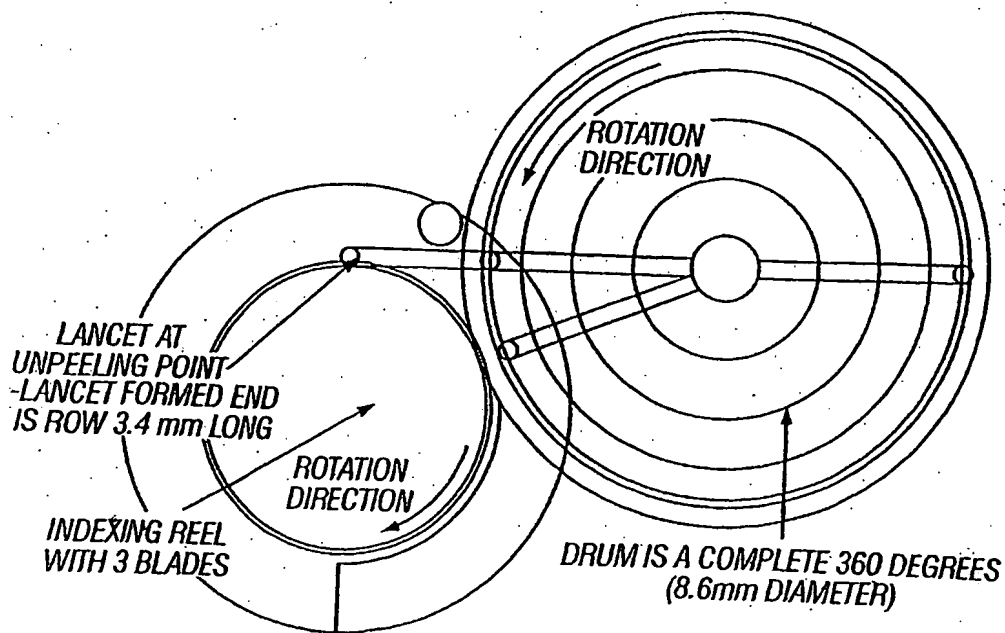 ROTATION
DIRECTION
LANCET AT
UNPEELING POINT
-LANCET FORMED END
IS ROW 3.4 mm LONG
ROTATION
DIRECTION
INDEXING REEL
WITH 3 BLADES
DRUM IS A COMPLETE 360 DEGREES
(8.6mm DIAMETER)